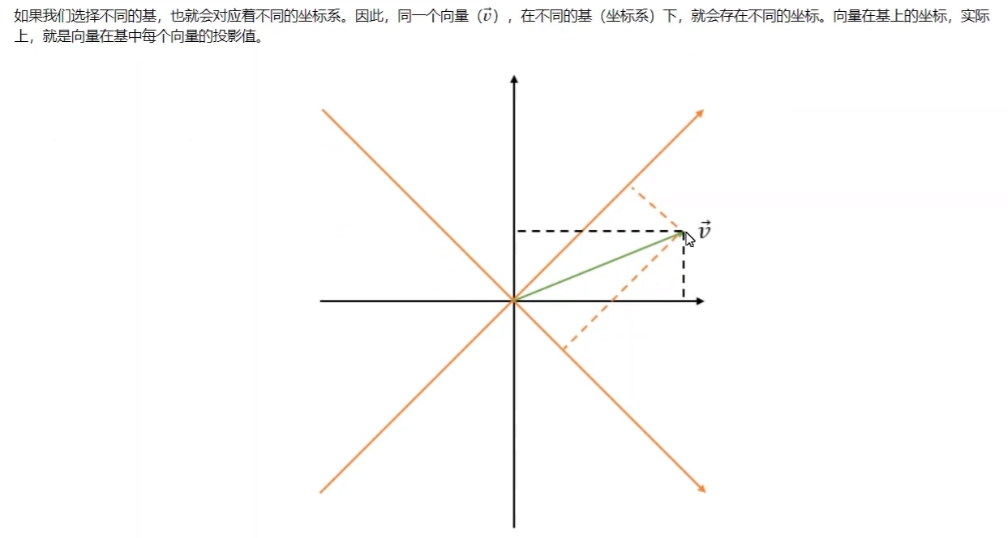 如果我们选择不同的基，也就会对应着不同的坐标系。因此，同一个向量（v⃗），在不同的基（坐标系）下，就会存在不同的坐标。向量在基上的坐标，实际
上，就是向量在基中每个向量的投影值。
v⃗